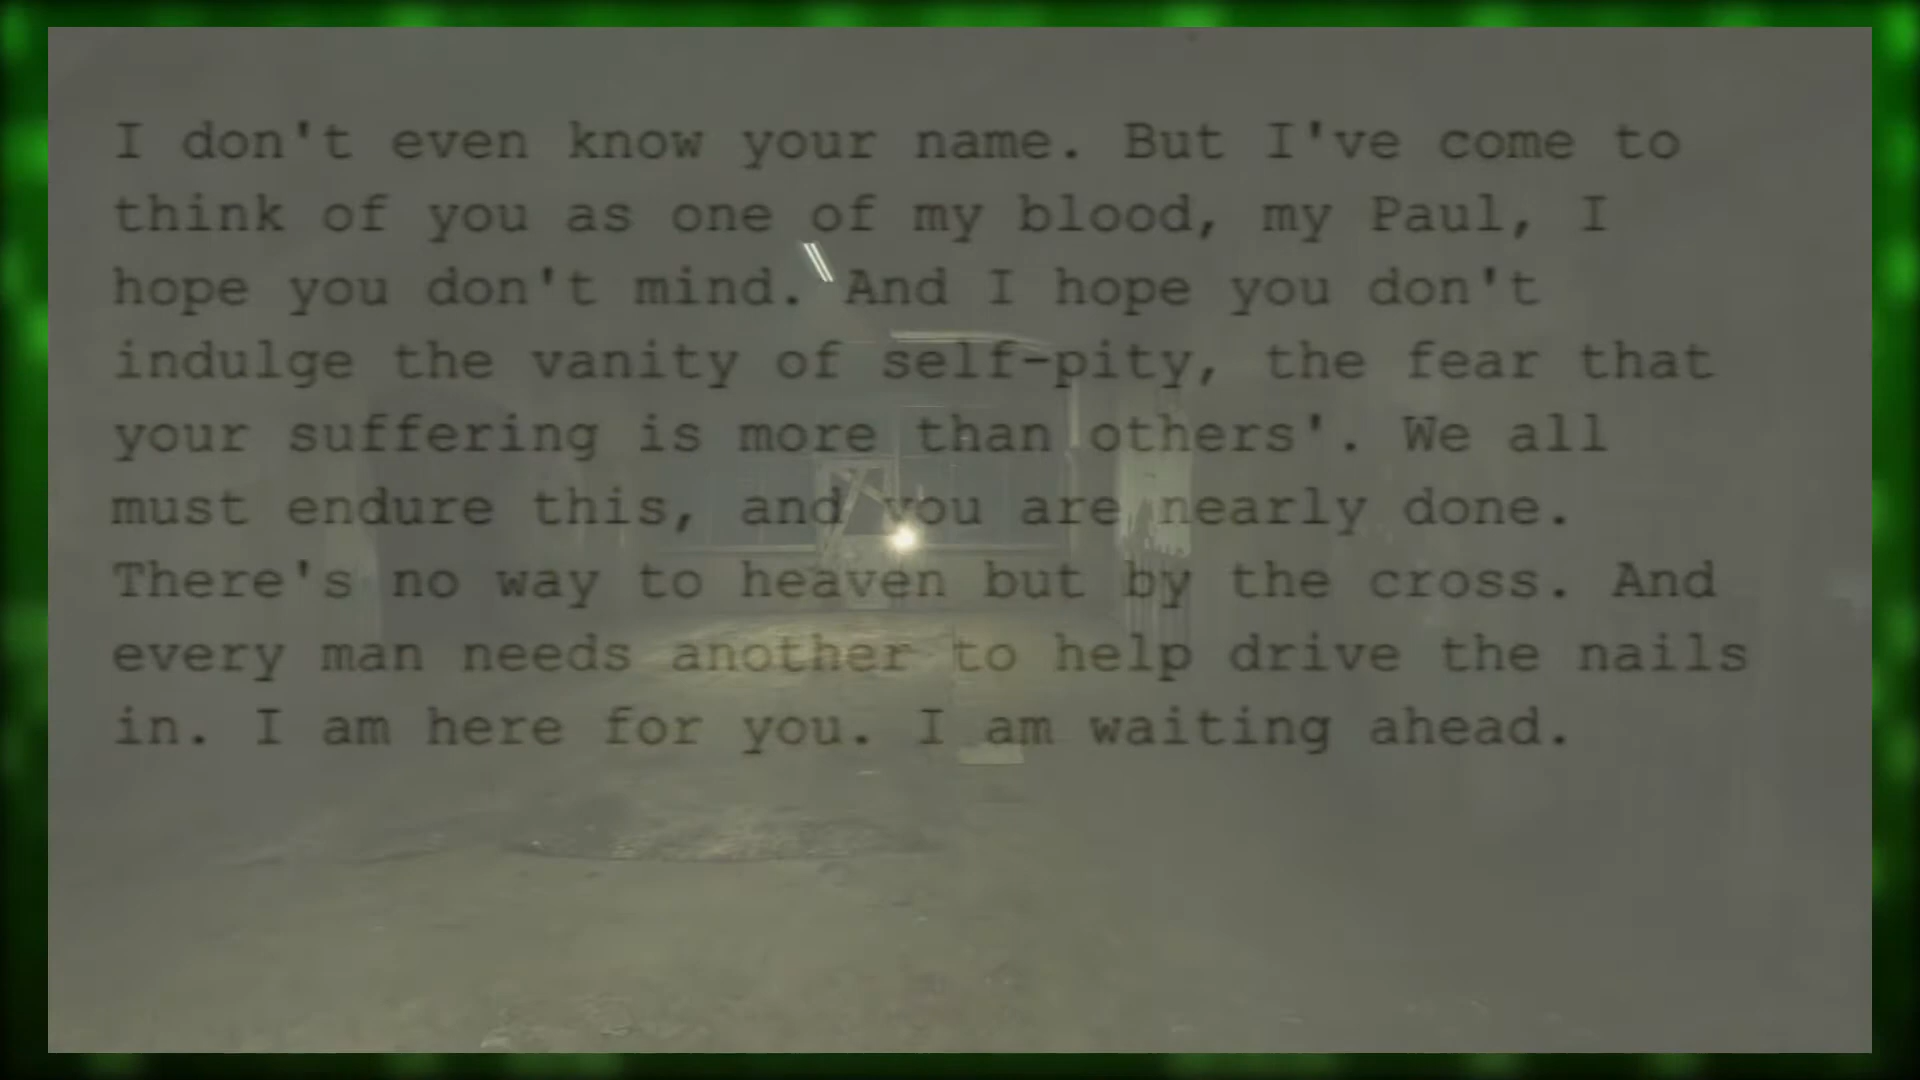 I don't even know your name. But I've come to
think of you as one of my blood, my Paul, I
hope you don't mind. And I hope you don't
indulge the vanity of self-pity, the fear that
your suffering is more than others'. We all
must endure this, and you are nearly done.
There's no way to heaven but by the cross. And
every man needs another to help drive the nails
in. I am here for you. I am waiting ahead.